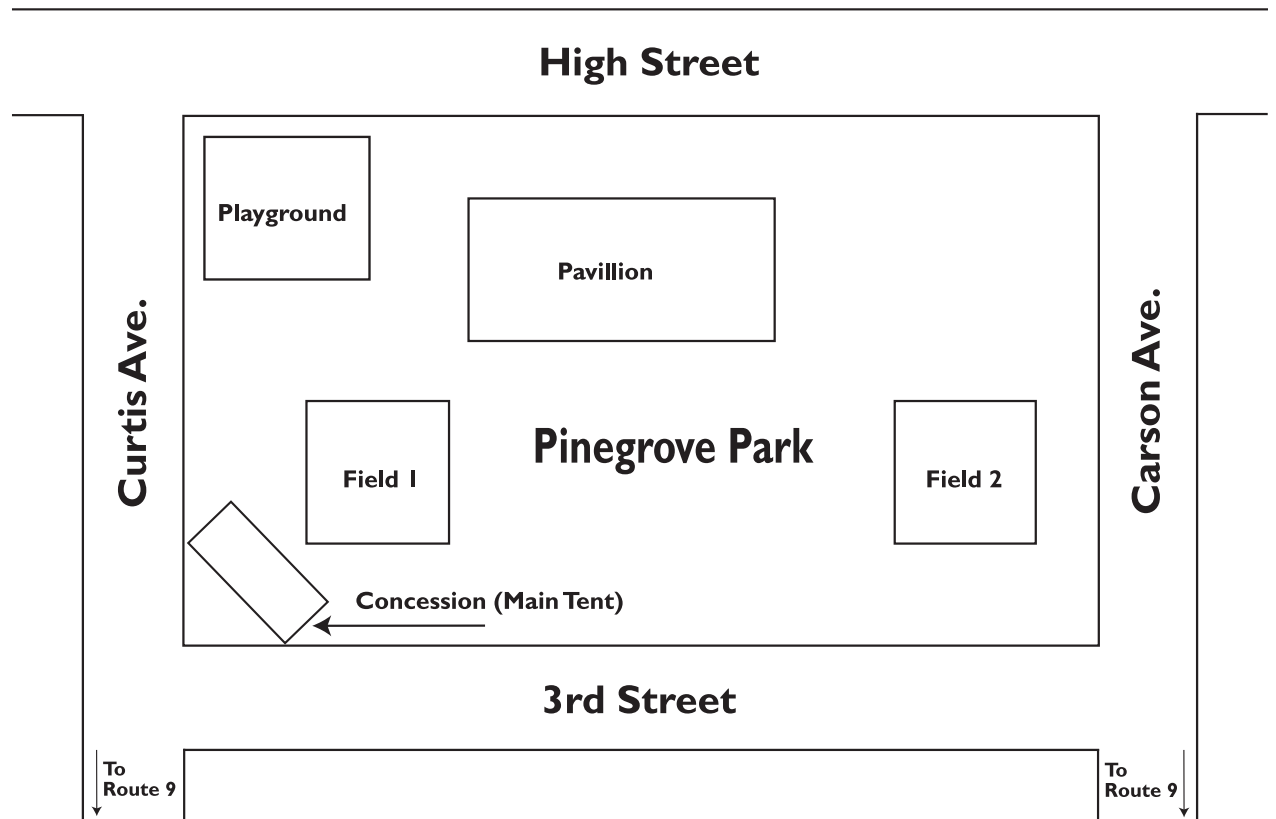 High Street
Playground
Pavillion
Curtis Ave.
Carson Ave.
Pinegrove Park
Field 1
Field 2
Concession (Main Tent)
3rd Street
To
Route 9
To
Route 9